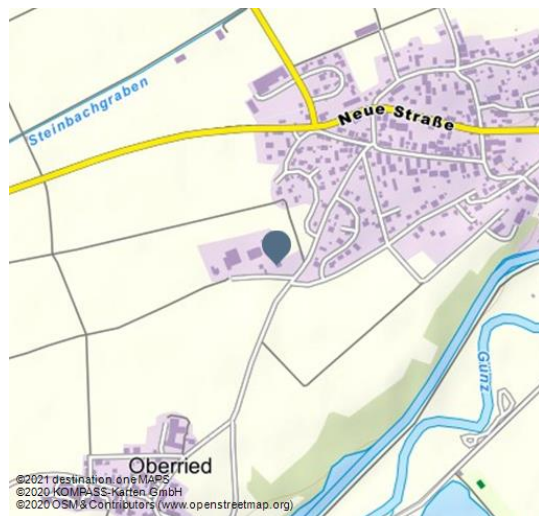 Steinbachgraben
Neue Straße
Günz
Oberried
©2021 destination.one MAPS
©2020 KOMPASS-Karten GmbH
©2020 OSM & Contributors (www.openstreetmap.org)